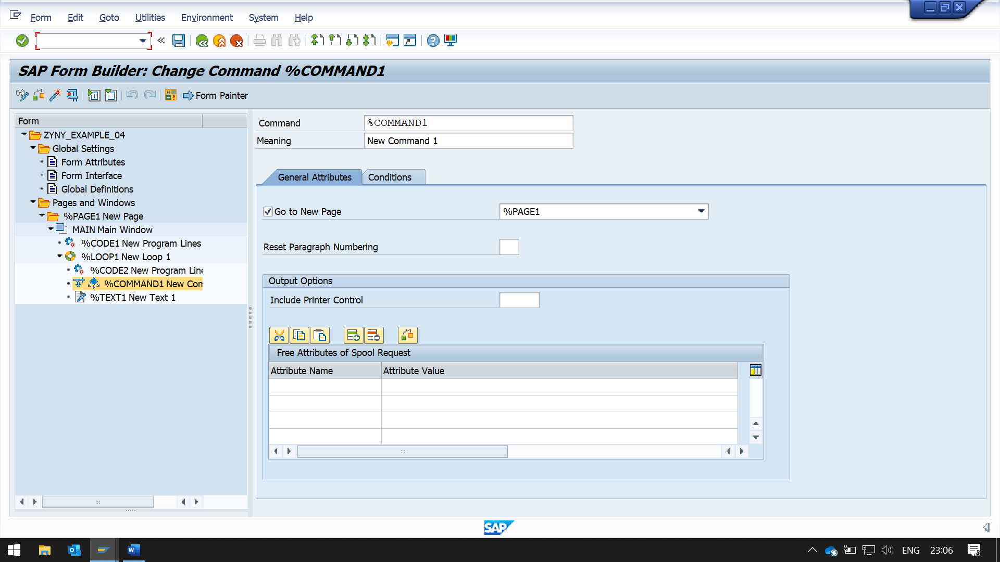 Form Edit Goto Utilities Environment System Help
SAP Form Builder: Change Command %COMMAND1
Form Painter
Form
ZYNY_EXAMPLE_04
Global Settings
Form Attributes
Form Interface
Global Definitions
Pages and Windows
%PAGE1 New Page
MAIN Main Window
%CODE1 New Program Lines
%LOOP1 New Loop 1
%CODE2 New Program Line
%COMMAND1 New Com
%TEXT1 New Text 1
Command %COMMAND1
Meaning New Command 1
General Attributes Conditions
Go to New Page %PAGE1
Reset Paragraph Numbering
Output Options
Include Printer Control
Free Attributes of Spool Request
Attribute Name Attribute Value
SAP
ENG 23:06